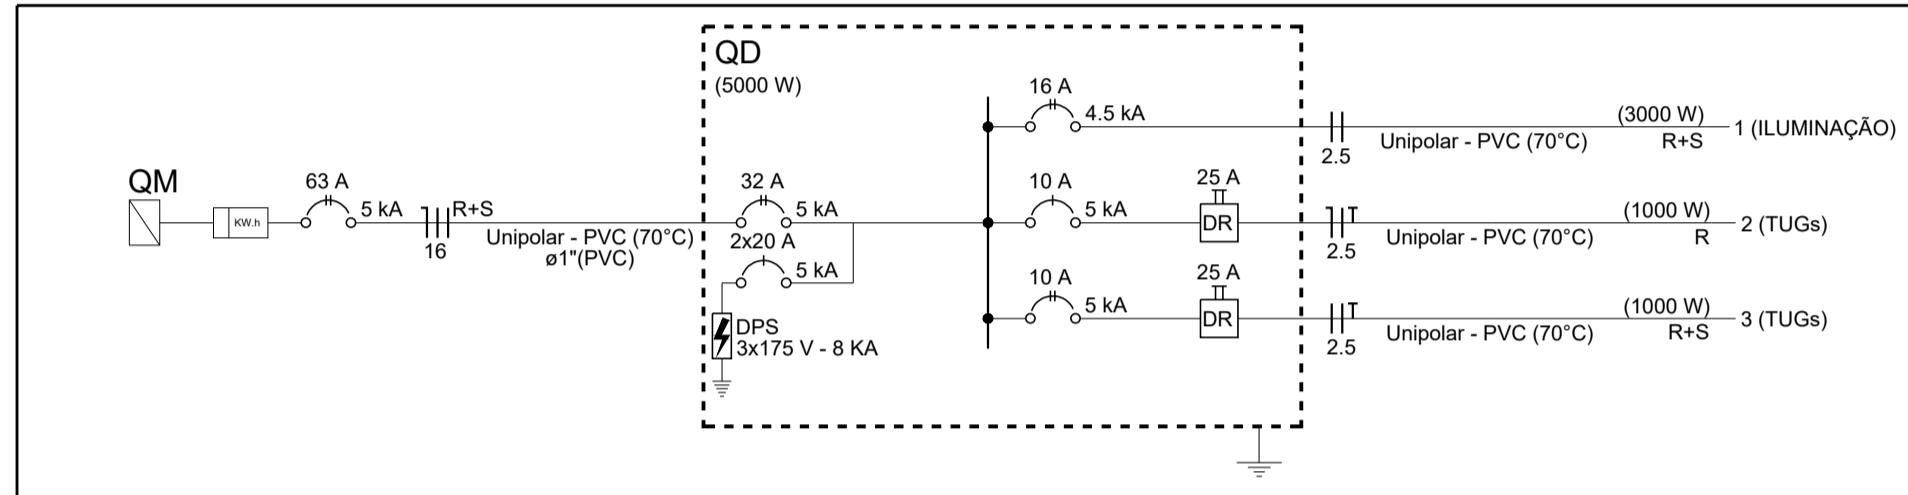 QD
(5000 W)
16 A
4.5 kA
2.5
Unipolar - PVC (70°C)
(3000 W)
R+S
1 (ILUMINAÇÃO)
QM
KW.h
63 A
5 kA
R+S
16
Unipolar - PVC (70°C)
ø1"(PVC)
32 A
5 kA
2x20 A
5 kA
DPS
3x175 V - 8 KA
10 A
5 kA
25 A
DR
2.5
Unipolar - PVC (70°C)
(1000 W)
R
2 (TUGs)
10 A
5 kA
25 A
DR
2.5
Unipolar - PVC (70°C)
(1000 W)
R+S
3 (TUGs)